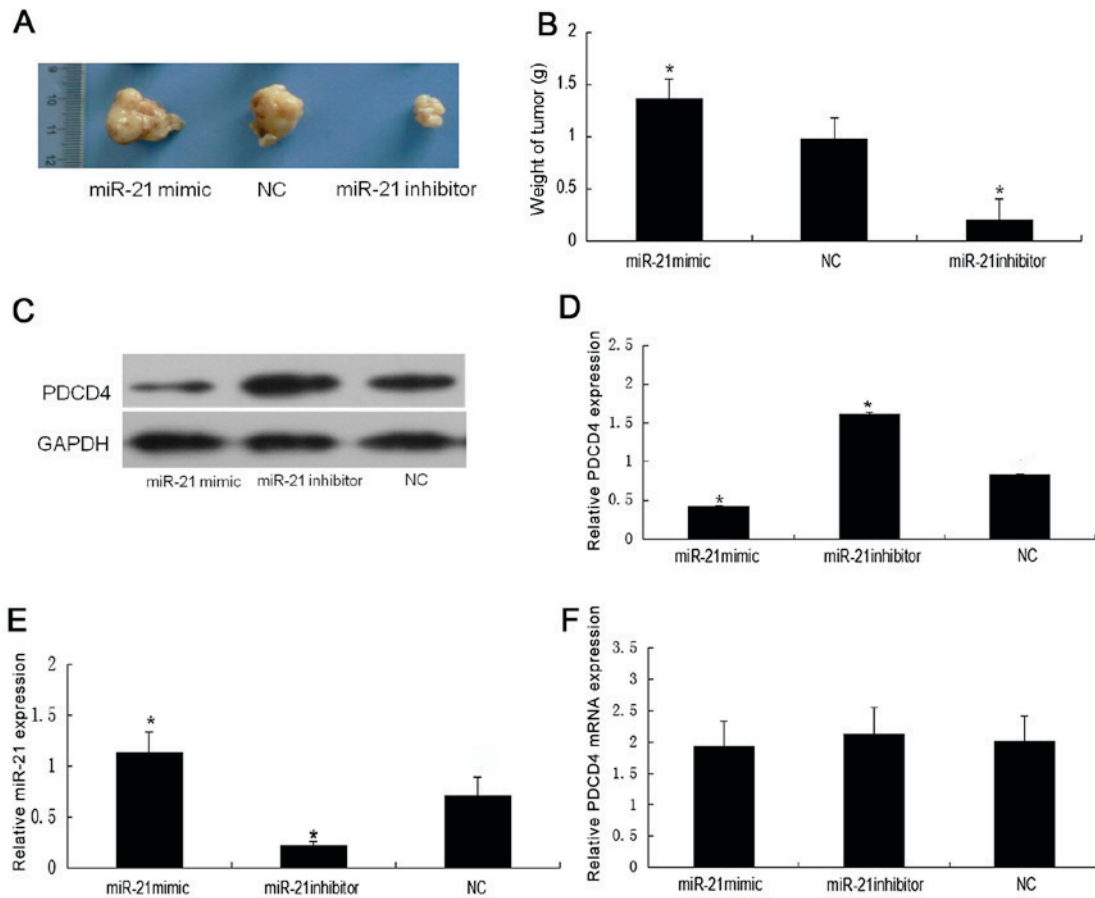 A
9
10
11
12
miR-21 mimic NC miR-21 inhibitor
B
Weight of tumor (g)
2
1.5
1
0.5
0
*
*
miR-21mimic NC miR-21inhibitor
C
PDCD4
GAPDH
miR-21 mimic miR-21 inhibitor NC
D
Relative PDCD4 expression
2.5
2
1.5
1
0.5
0
*
*
miR-21mimic miR-21inhibitor NC
E
Relative miR-21 expression
2
1.5
1
0.5
0
*
*
miR-21mimic miR-21inhibitor NC
F
Relative PDCD4 mRNA expression
3.5
3
2.5
2
1.5
1
0.5
0
miR-21mimic miR-21inhibitor NC